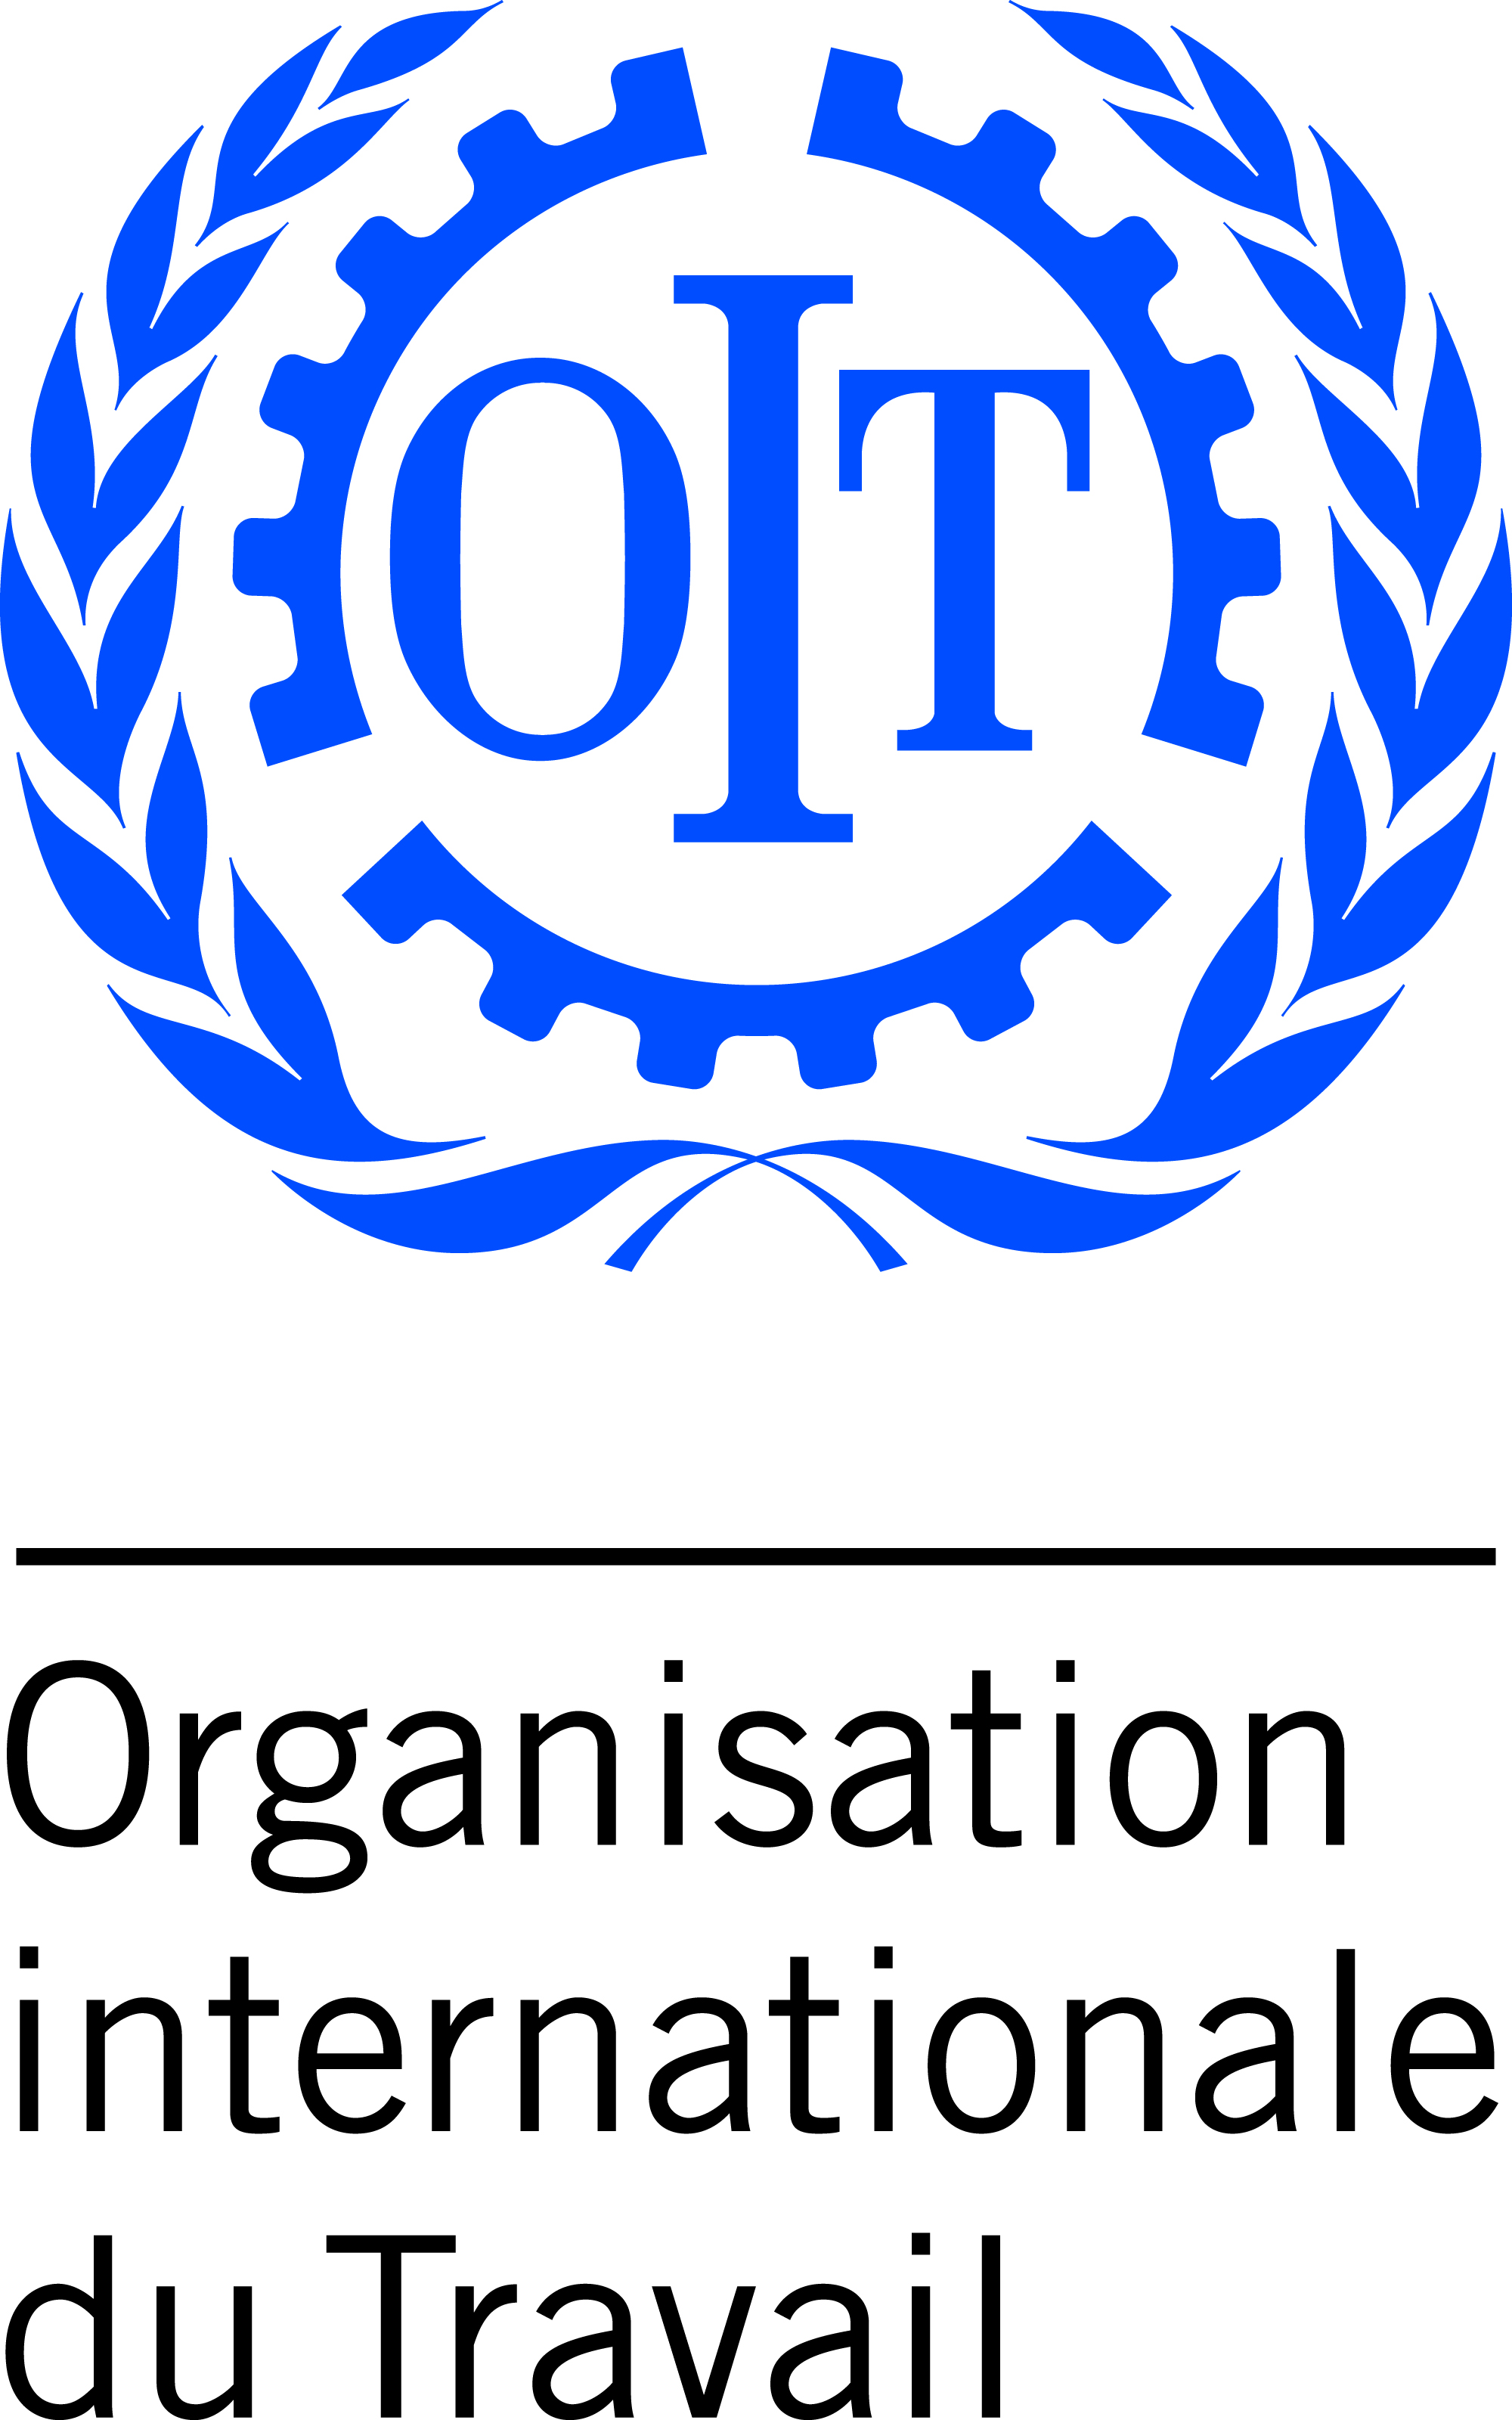 OIT
Organisation
internationale
du Travail